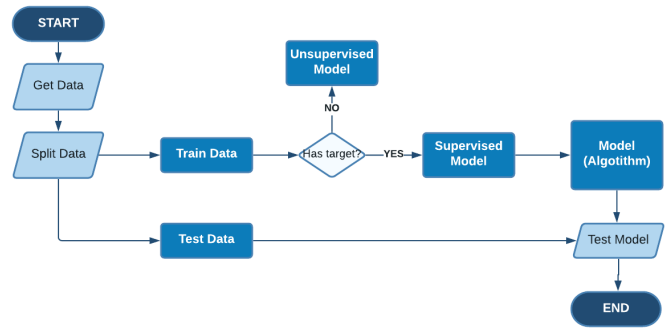 START
Get Data
Split Data
Train Data
Test Data
Has target?
NO
Unsupervised
Model
YES
Supervised
Model
Model
(Algotithm)
Test Model
END